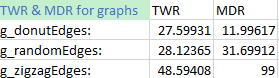 TWR & MDR for graphs TWR MDR
g_donutEdges: 27.59931 11.99617
g_randomEdges: 28.12365 31.69912
g_zigzagEdges: 48.59408 99